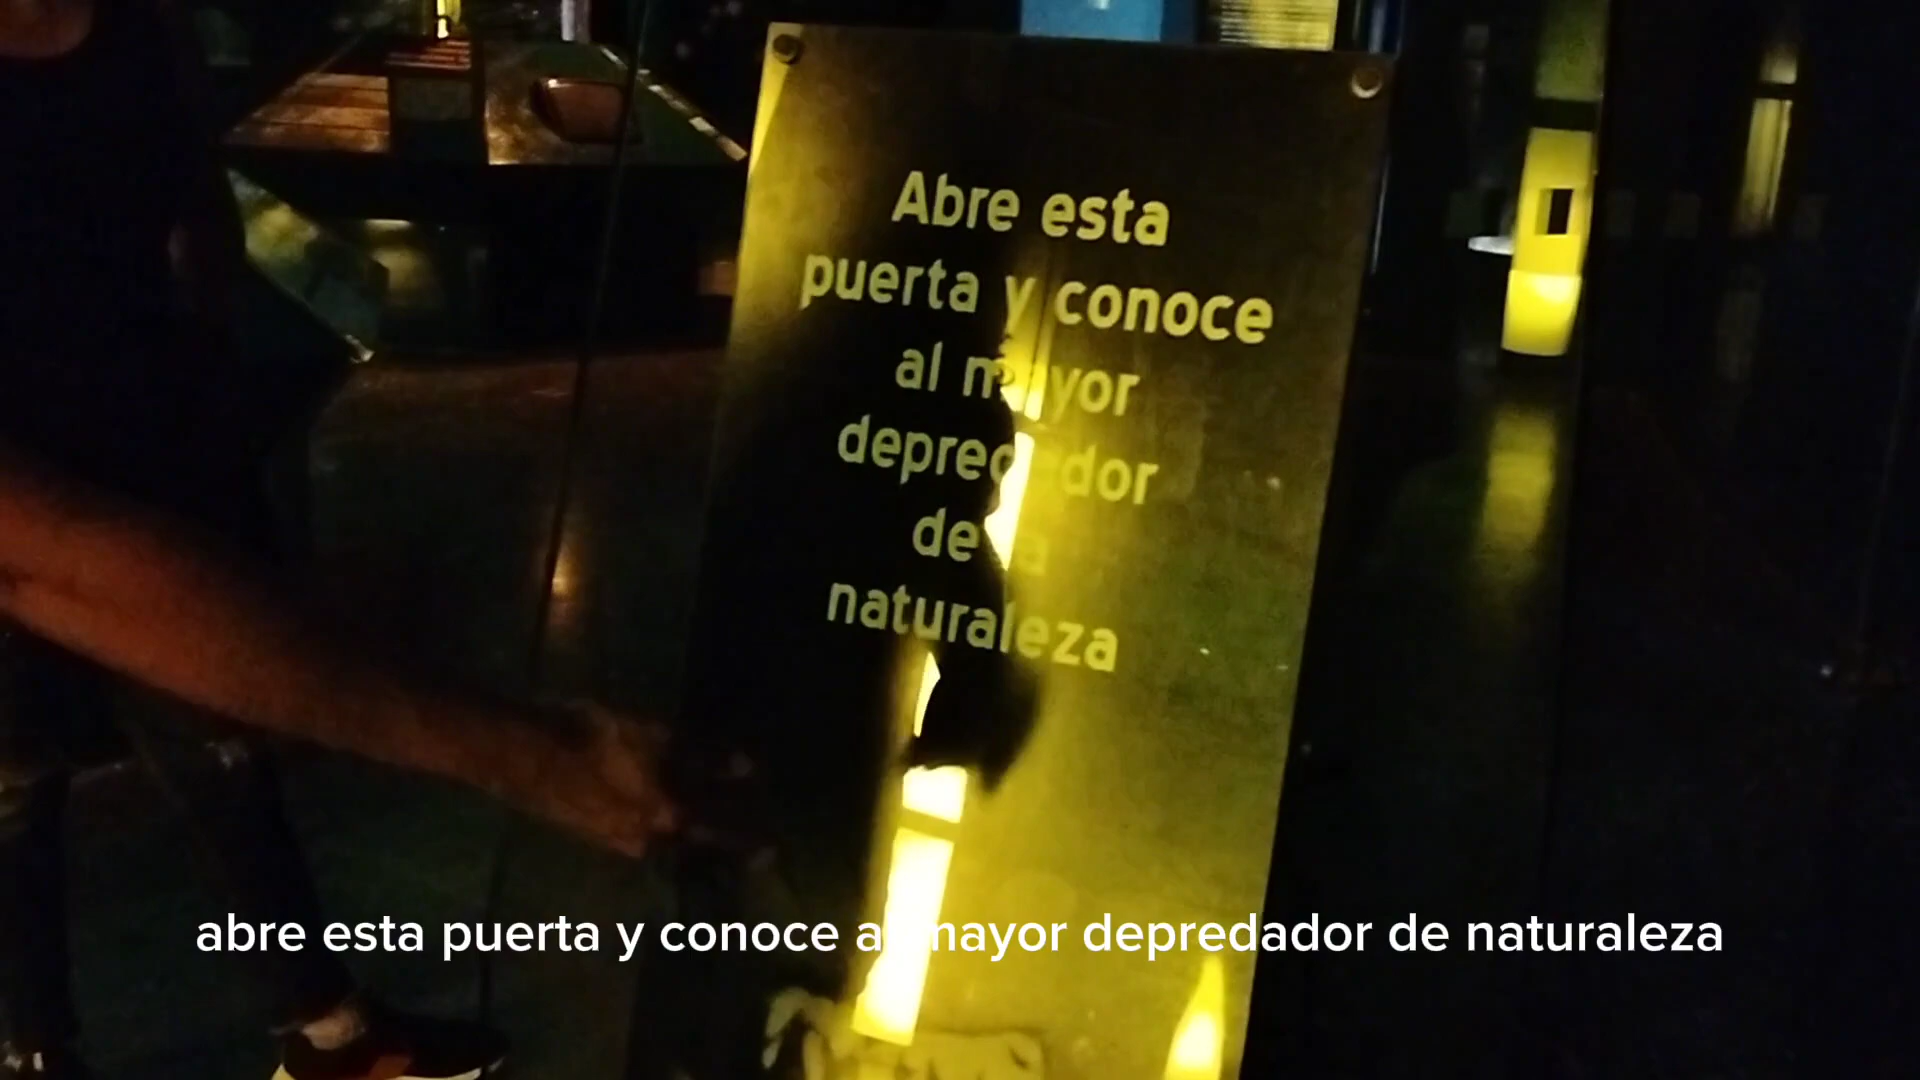 Abre esta
puerta y conoce
al mayor
depredador
de la
naturaleza
abre esta puerta y conoce al mayor depredador de naturaleza